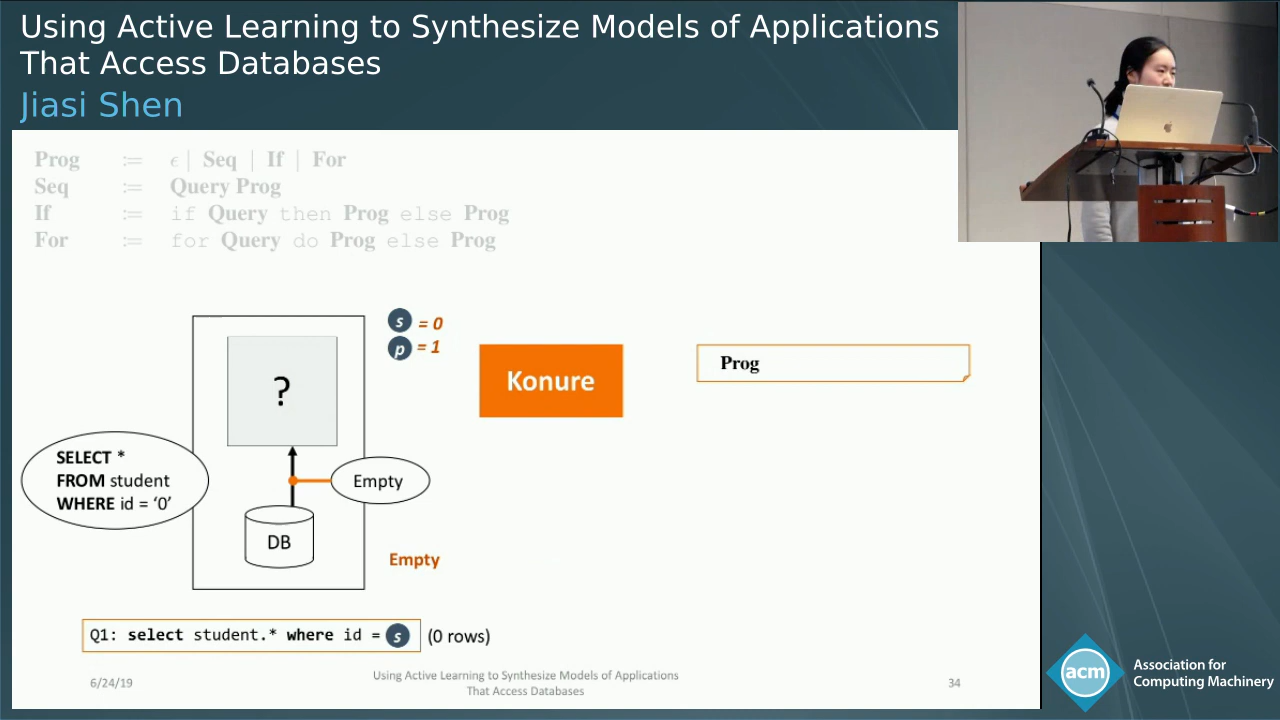 Using Active Learning to Synthesize Models of Applications
That Access Databases
Jiasi Shen
Prog := ϵ | Seq | If | For
Seq := Query Prog
If := if Query then Prog else Prog
For := for Query do Prog else Prog
s = 0
p = 1
?
Konure
Prog
SELECT *
FROM student
WHERE id = ‘0’
Empty
DB
Empty
Q1: select student.* where id = s (0 rows)
6/24/19
Using Active Learning to Synthesize Models of Applications
That Access Databases
34
acm
Association for
Computing Machinery